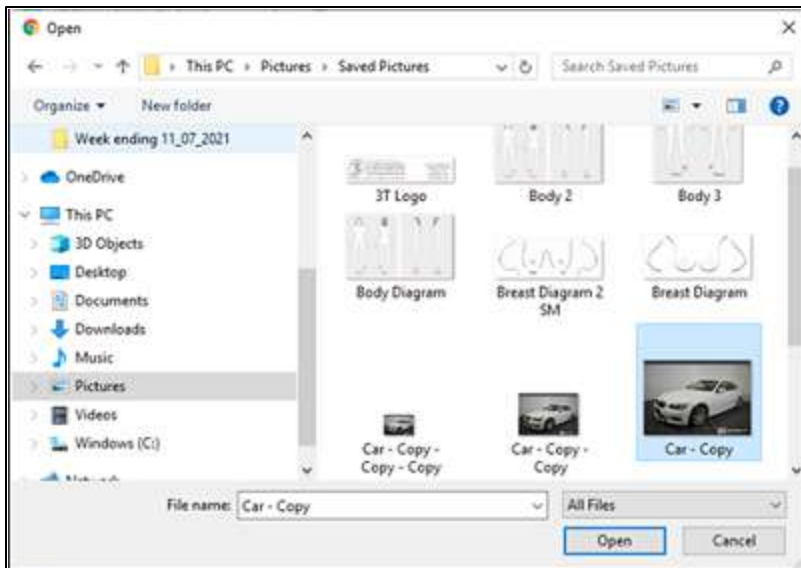 Open
This PC › Pictures › Saved Pictures
Search Saved Pictures
Organize
New folder
Week ending 11_07_2021
OneDrive
This PC
3D Objects
Desktop
Documents
Downloads
Music
Pictures
Videos
Windows (C:)
3T Logo
Body 2
Body 3
Body Diagram
Breast Diagram 2
SM
Breast Diagram
Car - Copy -
Copy - Copy
Car - Copy -
Copy
Car - Copy
File name: Car - Copy
All Files
Open
Cancel